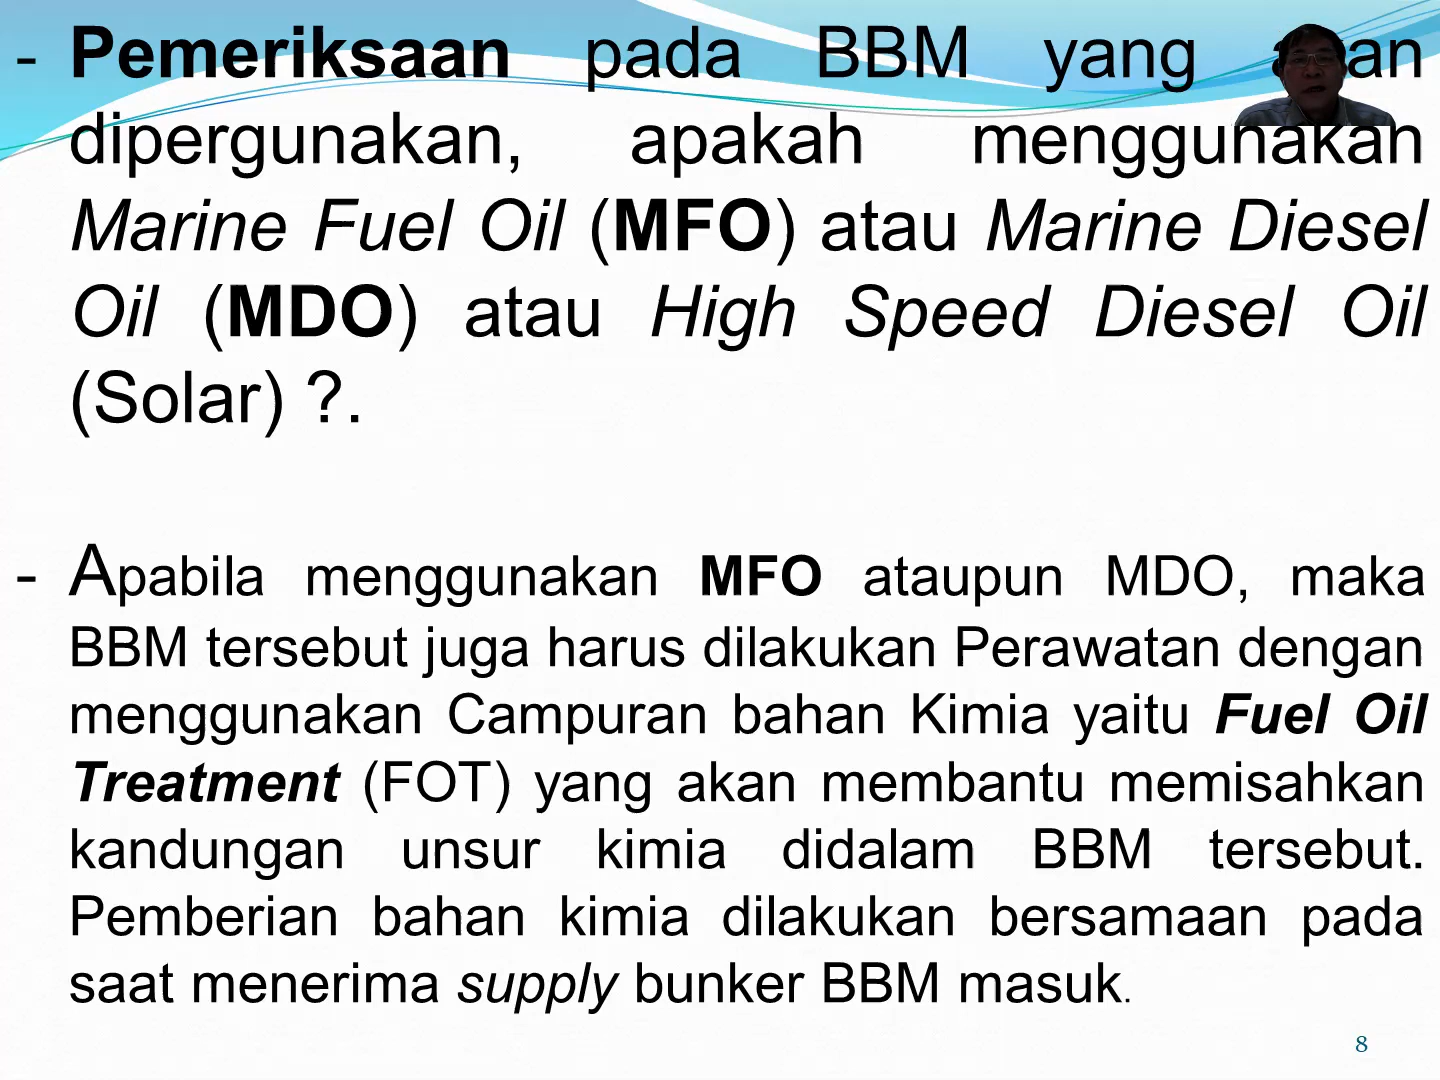 - Pemeriksaan pada BBM yang
dipergunakan, apakah menggunakan
Marine Fuel Oil (MFO) atau Marine Diesel
Oil (MDO) atau High Speed Diesel Oil
(Solar) ?.
- Apabila menggunakan MFO ataupun MDO, maka
BBM tersebut juga harus dilakukan Perawatan dengan
menggunakan Campuran bahan Kimia yaitu Fuel Oil
Treatment (FOT) yang akan membantu memisahkan
kandungan unsur kimia didalam BBM tersebut.
Pemberian bahan kimia dilakukan bersamaan pada
saat menerima supply bunker BBM masuk.
8